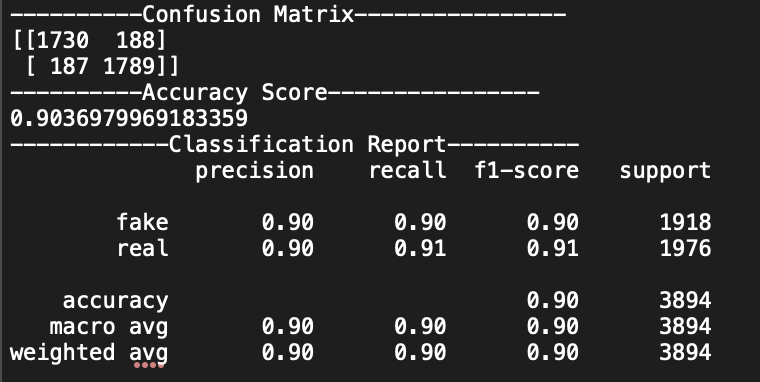 ----------Confusion Matrix----------------
[[1730  188]
 [ 187 1789]]
----------Accuracy Score----------------
0.9036979969183359
------------Classification Report----------
              precision    recall  f1-score   support

        fake       0.90      0.90      0.90      1918
        real       0.90      0.91      0.91      1976

    accuracy                           0.90      3894
   macro avg       0.90      0.90      0.90      3894
weighted avg       0.90      0.90      0.90      3894